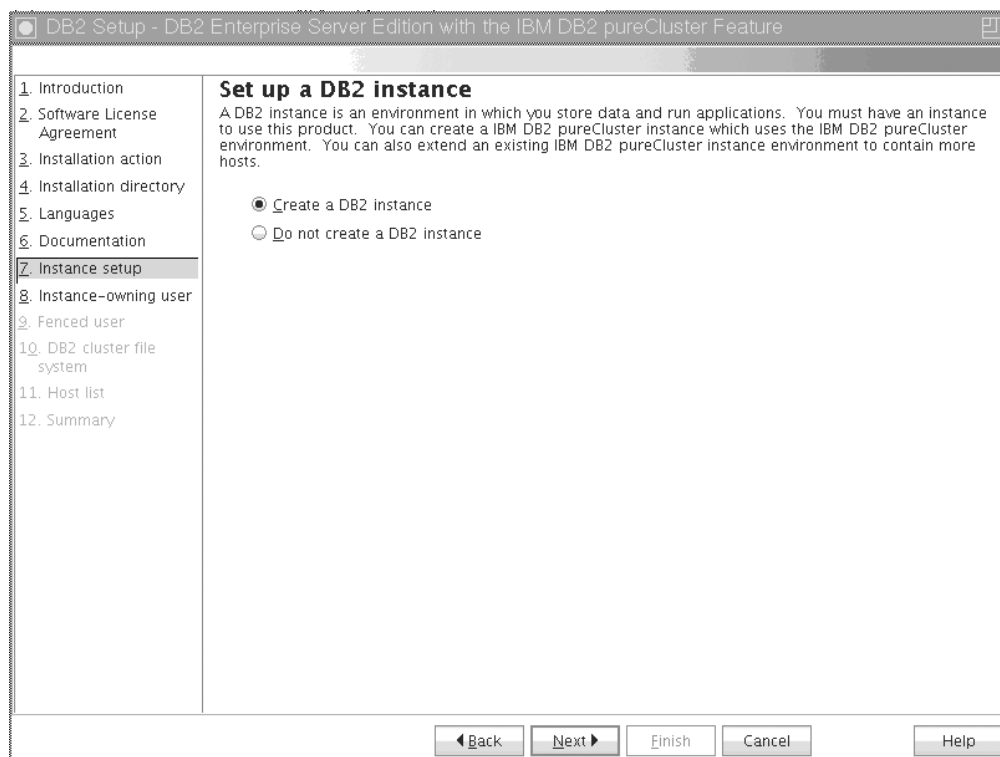 DB2 Setup - DB2 Enterprise Server Edition with the IBM DB2 pureCluster Feature
1. Introduction
2. Software License
Agreement
3. Installation action
4. Installation directory
5. Languages
6. Documentation
7. Instance setup
8. Instance-owning user
9. Fenced user
10. DB2 cluster file
system
11. Host list
12. Summary
Set up a DB2 instance
A DB2 instance is an environment in which you store data and run applications. You must have an instance
to use this product. You can create a IBM DB2 pureCluster instance which uses the IBM DB2 pureCluster
environment. You can also extend an existing IBM DB2 pureCluster instance environment to contain more
hosts.
Create a DB2 instance
Do not create a DB2 instance
Back
Next
Finish
Cancel
Help